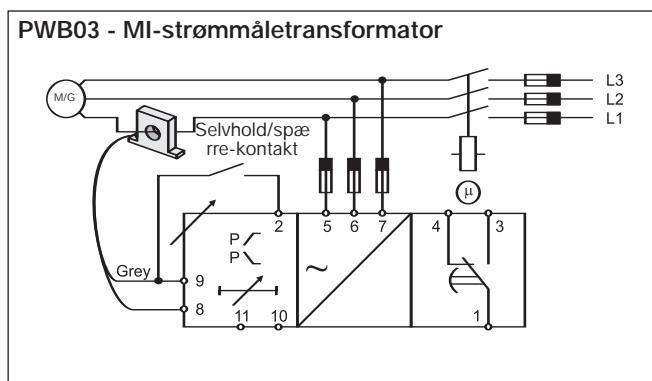 PWB03 - MI-strømmåletransformator
L3
M/G
L2
L1
Selvhold/spæ
rre-kontakt
µ
2
5
6
7
4
3
P
P
~
Grey
9
8
1
11
10